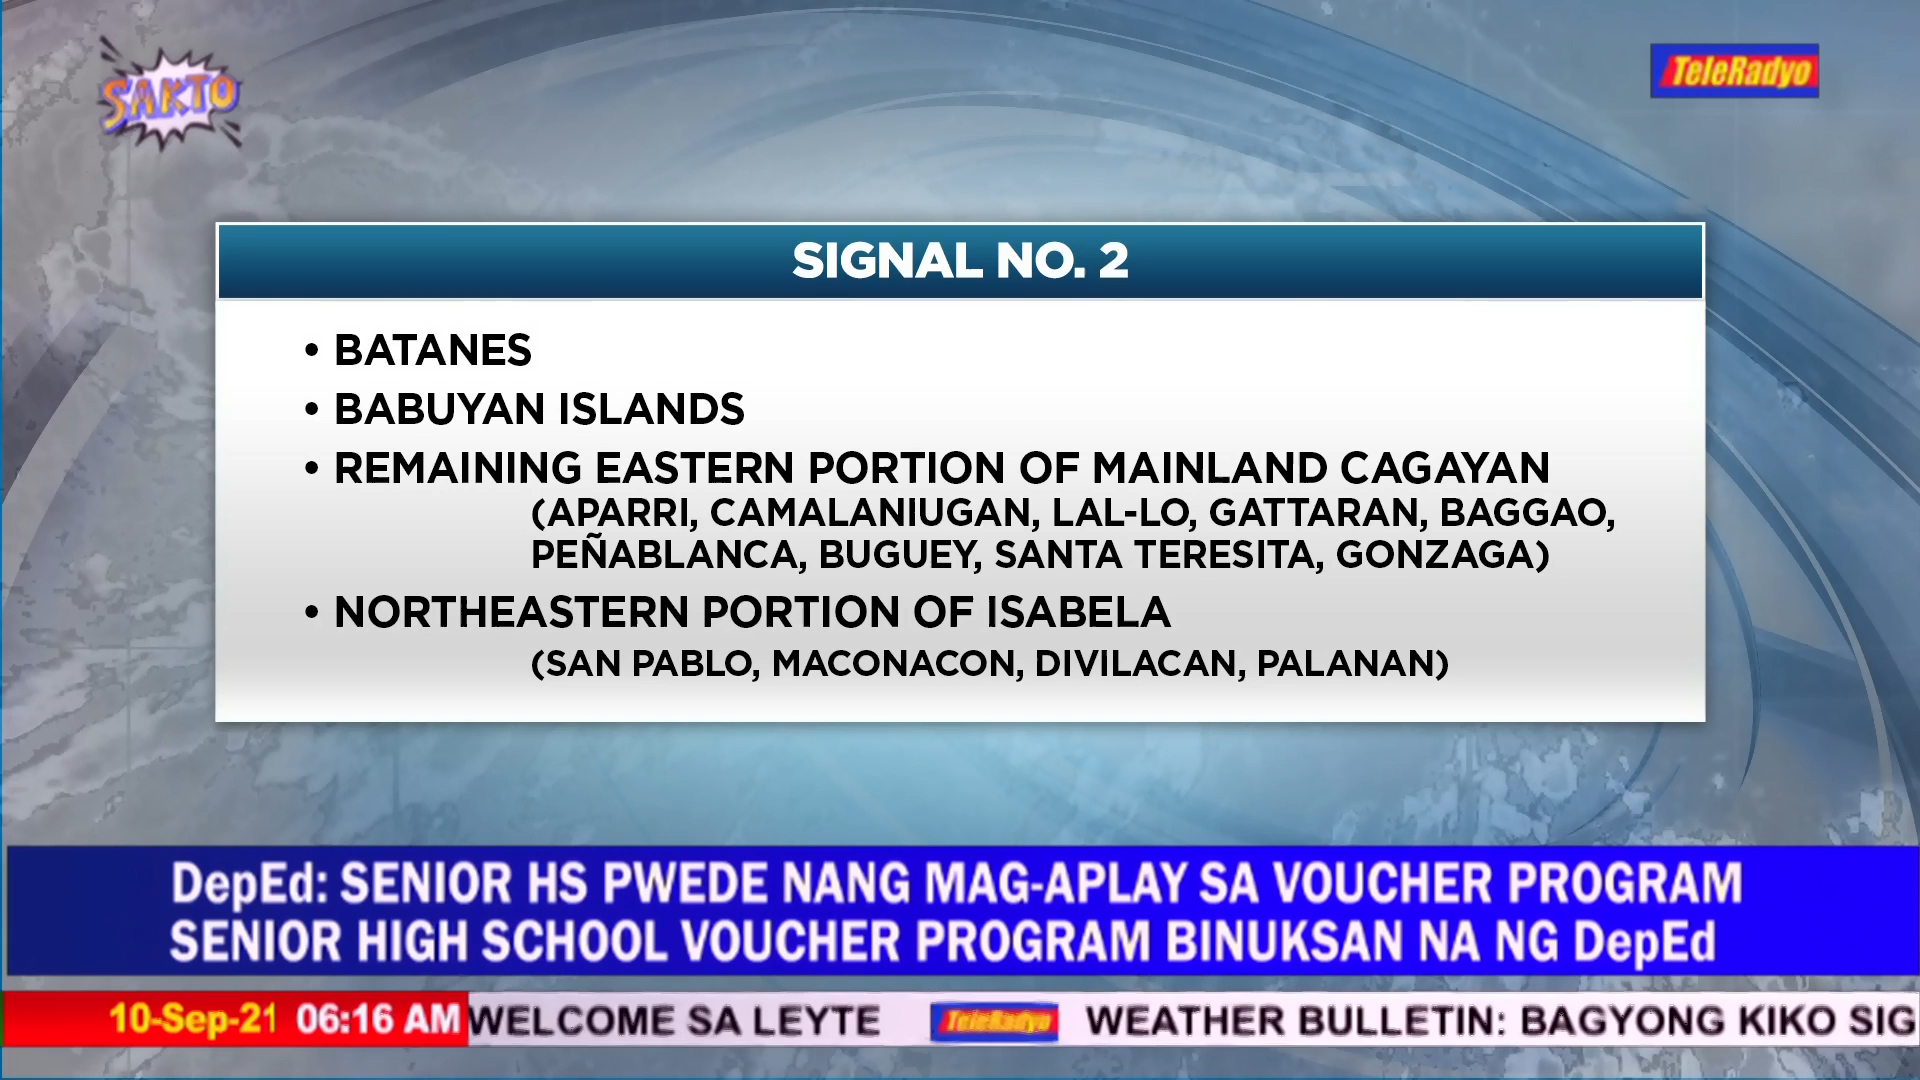 SAKTO
TeleRadyo
SIGNAL NO. 2
• BATANES
• BABUYAN ISLANDS
• REMAINING EASTERN PORTION OF MAINLAND CAGAYAN
(APARRI, CAMALANIUGAN, LAL-LO, GATTARAN, BAGGAO,
PEÑABLANCA, BUGUEY, SANTA TERESITA, GONZAGA)
• NORTHEASTERN PORTION OF ISABELA
(SAN PABLO, MACONACON, DIVILACAN, PALANAN)
DepEd: SENIOR HS PWEDE NANG MAG-APLAY SA VOUCHER PROGRAM
SENIOR HIGH SCHOOL VOUCHER PROGRAM BINUKSAN NA NG DepEd
10-Sep-21 06:16 AM WELCOME SA LEYTE TeleRadyo WEATHER BULLETIN: BAGYONG KIKO SIG